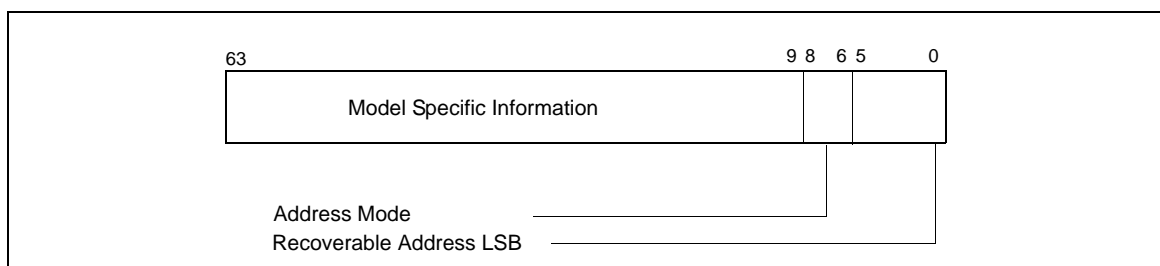 63 9 8 6 5 0
Model Specific Information
Address Mode
Recoverable Address LSB